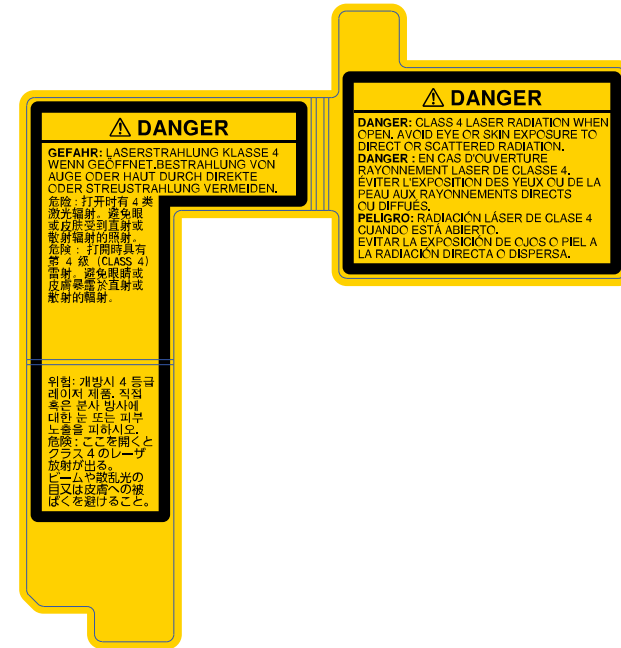 ⚠ DANGER
GEFAHR: LASERSTRAHLUNG KLASSE 4
WENN GEÖFFNET.BESTRAHLUNG VON
AUGE ODER HAUT DURCH DIREKTE
ODER STREUSTRAHLUNG VERMEIDEN.
危险：打开时有 4 类
激光辐射。避免眼
或皮肤受到直射或
散射辐射的照射。
危險：打開時具有
第 4 級 (CLASS 4)
雷射。避免眼睛或
皮膚暴露於直射或
散射的輻射。
위험: 개방시 4 등급
레이저 제품. 직접
혹은 분사 방사에
대한 눈 또는 피부
노출을 피하시오.
危険：ここを開くと
クラス 4 のレーザ
放射が出る。
ビームや散乱光の
目又は皮膚への被
ばくを避けること。
⚠ DANGER
DANGER: CLASS 4 LASER RADIATION WHEN
OPEN. AVOID EYE OR SKIN EXPOSURE TO
DIRECT OR SCATTERED RADIATION.
DANGER : EN CAS D'OUVERTURE
RAYONNEMENT LASER DE CLASSE 4.
ÉVITER L'EXPOSITION DES YEUX OU DE LA
PEAU AUX RAYONNEMENTS DIRECTS
OU DIFFUÉS.
PELIGRO: RADIACIÓN LÁSER DE CLASE 4
CUANDO ESTÁ ABIERTO.
EVITAR LA EXPOSICIÓN DE OJOS O PIEL A
LA RADIACIÓN DIRECTA O DISPERSA.